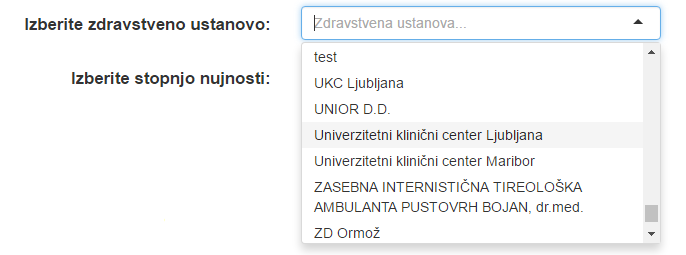 Izberite zdravstveno ustanovo:
Zdravstvena ustanova...
Izberite stopnjo nujnosti:
test
UKC Ljubljana
UNIOR D.D.
Univerzitetni klinični center Ljubljana
Univerzitetni klinični center Maribor
ZASEBNA INTERNISTIČNA TIREOLOŠKA
AMBULANTA PUSTOVRH BOJAN, dr.med.
ZD Ormož